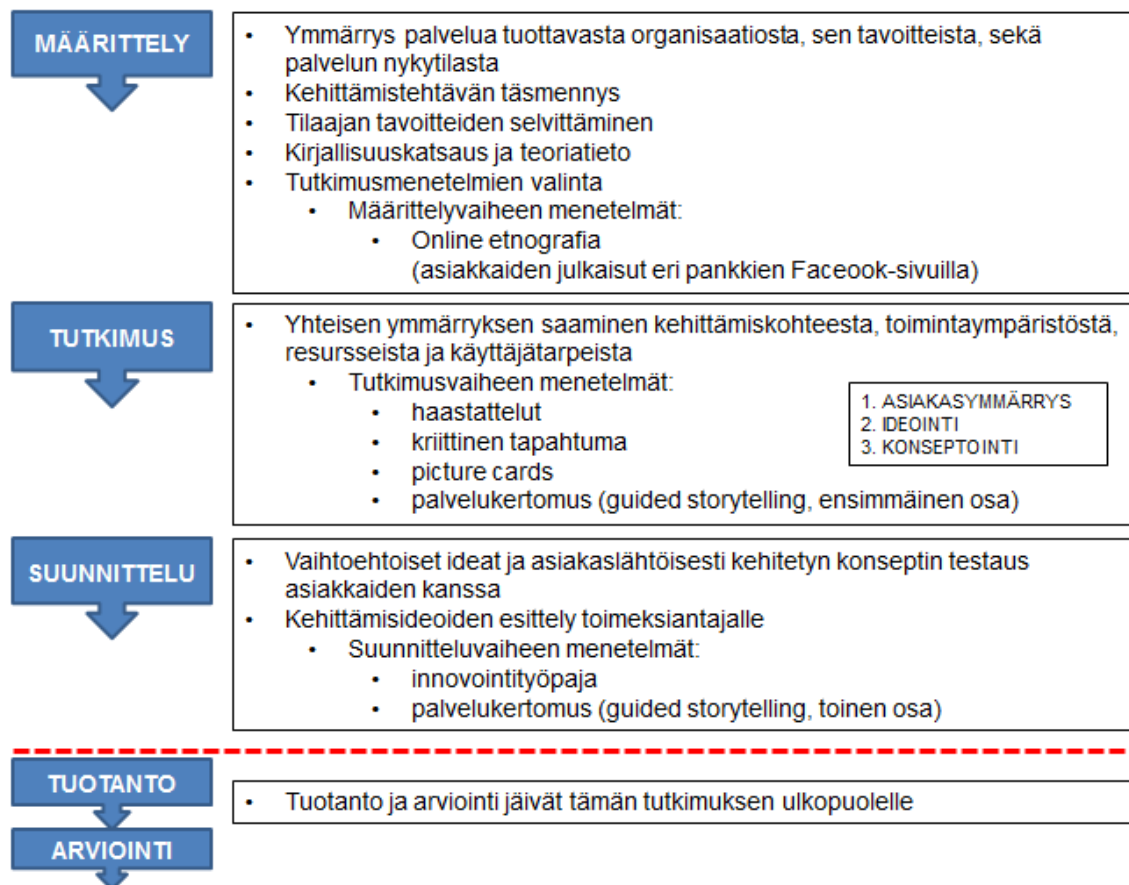 MÄÄRITTELY
• Ymmärrys palvelua tuottavasta organisaatiosta, sen tavoitteista, sekä
palvelun nykytilasta
• Kehittämistehtävän täsmennys
• Tilaajan tavoitteiden selvittäminen
• Kirjallisuuskatsaus ja teoriatieto
• Tutkimusmenetelmien valinta
• Määrittelyvaiheen menetelmät:
• Online etnografia
(asiakkaiden julkaisut eri pankkien Faceook-sivuilla)
TUTKIMUS
• Yhteisen ymmärryksen saaminen kehittämiskohteesta, toimintaympäristöstä,
resursseista ja käyttäjätarpeista
• Tutkimusvaiheen menetelmät:
• haastattelut
• kriittinen tapahtuma
• picture cards
• palvelukertomus (guided storytelling, ensimmäinen osa)
1. ASIAKASYMMÄRRYS
2. IDEOINTI
3. KONSEPTOINTI
SUUNNITTELU
• Vaihtoehtoiset ideat ja asiakaslähtöisesti kehitetyn konseptin testaus
asiakkaiden kanssa
• Kehittämisideoiden esittely toimeksiantajalle
• Suunnitteluvaiheen menetelmät:
• innovointityöpaja
• palvelukertomus (guided storytelling, toinen osa)
TUOTANTO
• Tuotanto ja arviointi jäivät tämän tutkimuksen ulkopuolelle
ARVIOINTI